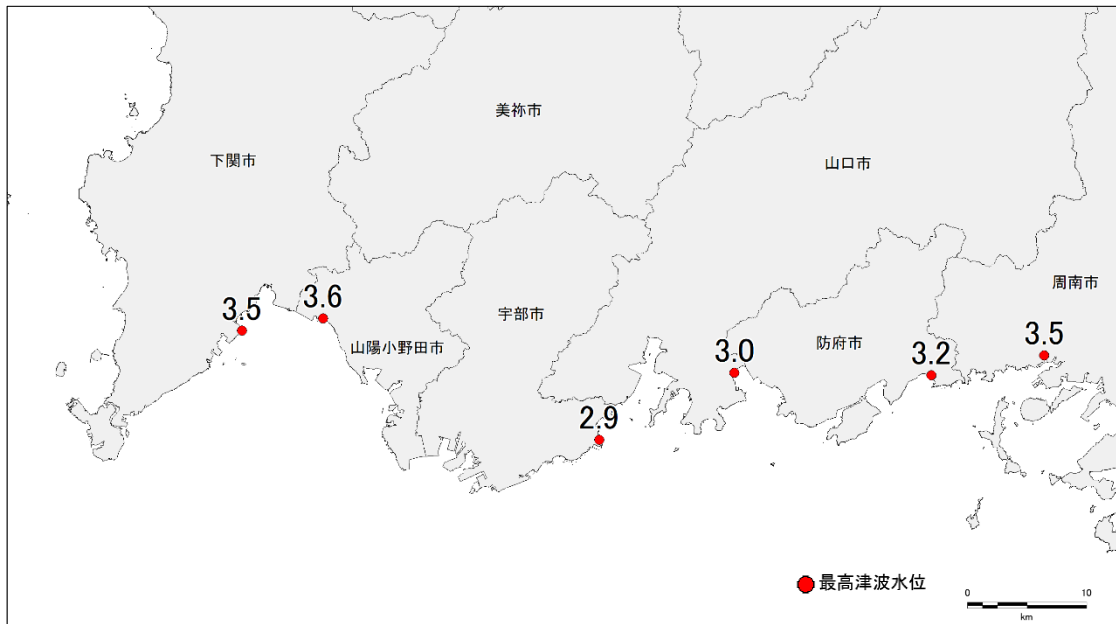 美祢市
下関市
山口市
周南市
3.5
3.6
宇部市
山陽小野田市
防府市
3.0
3.2
3.5
2.9
最高津波水位
0 10
km